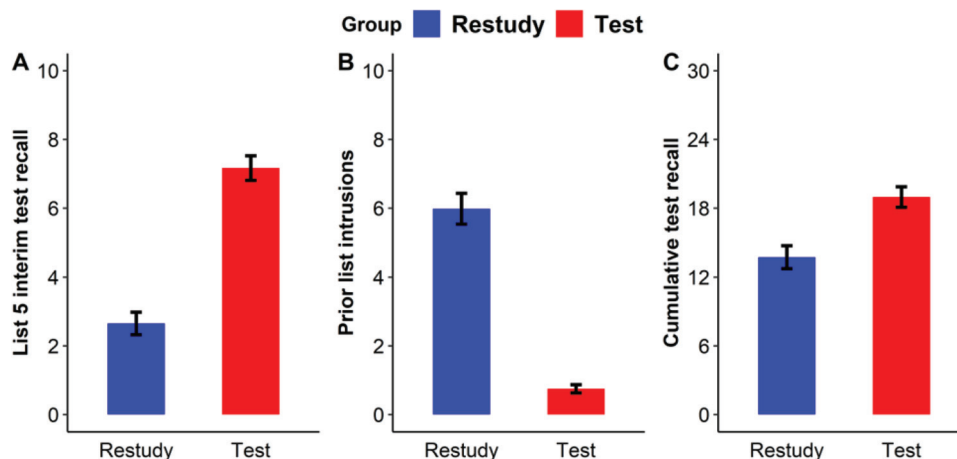 Group Restudy Test
A
List 5 interim test recall
10
8
6
4
2
0
Restudy Test
B
Prior list intrusions
10
8
6
4
2
0
Restudy Test
C
Cumulative test recall
30
24
18
12
6
0
Restudy Test